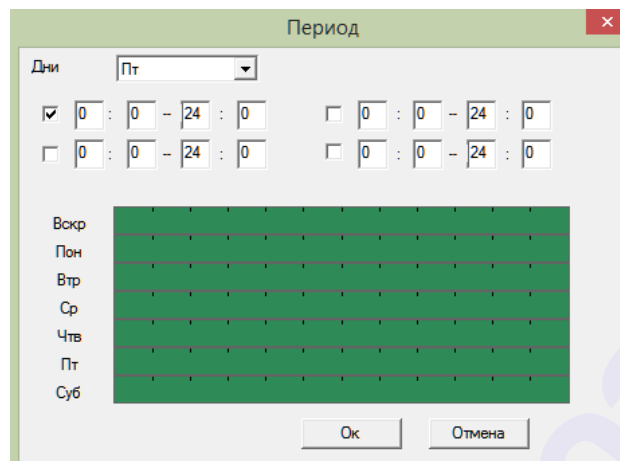 Период
Дни Пт
0 : 0 – 24 : 0 0 : 0 – 24 : 0
0 : 0 – 24 : 0 0 : 0 – 24 : 0
Вскр
Пон
Втр
Ср
Чтв
Пт
Суб
Ок Отмена